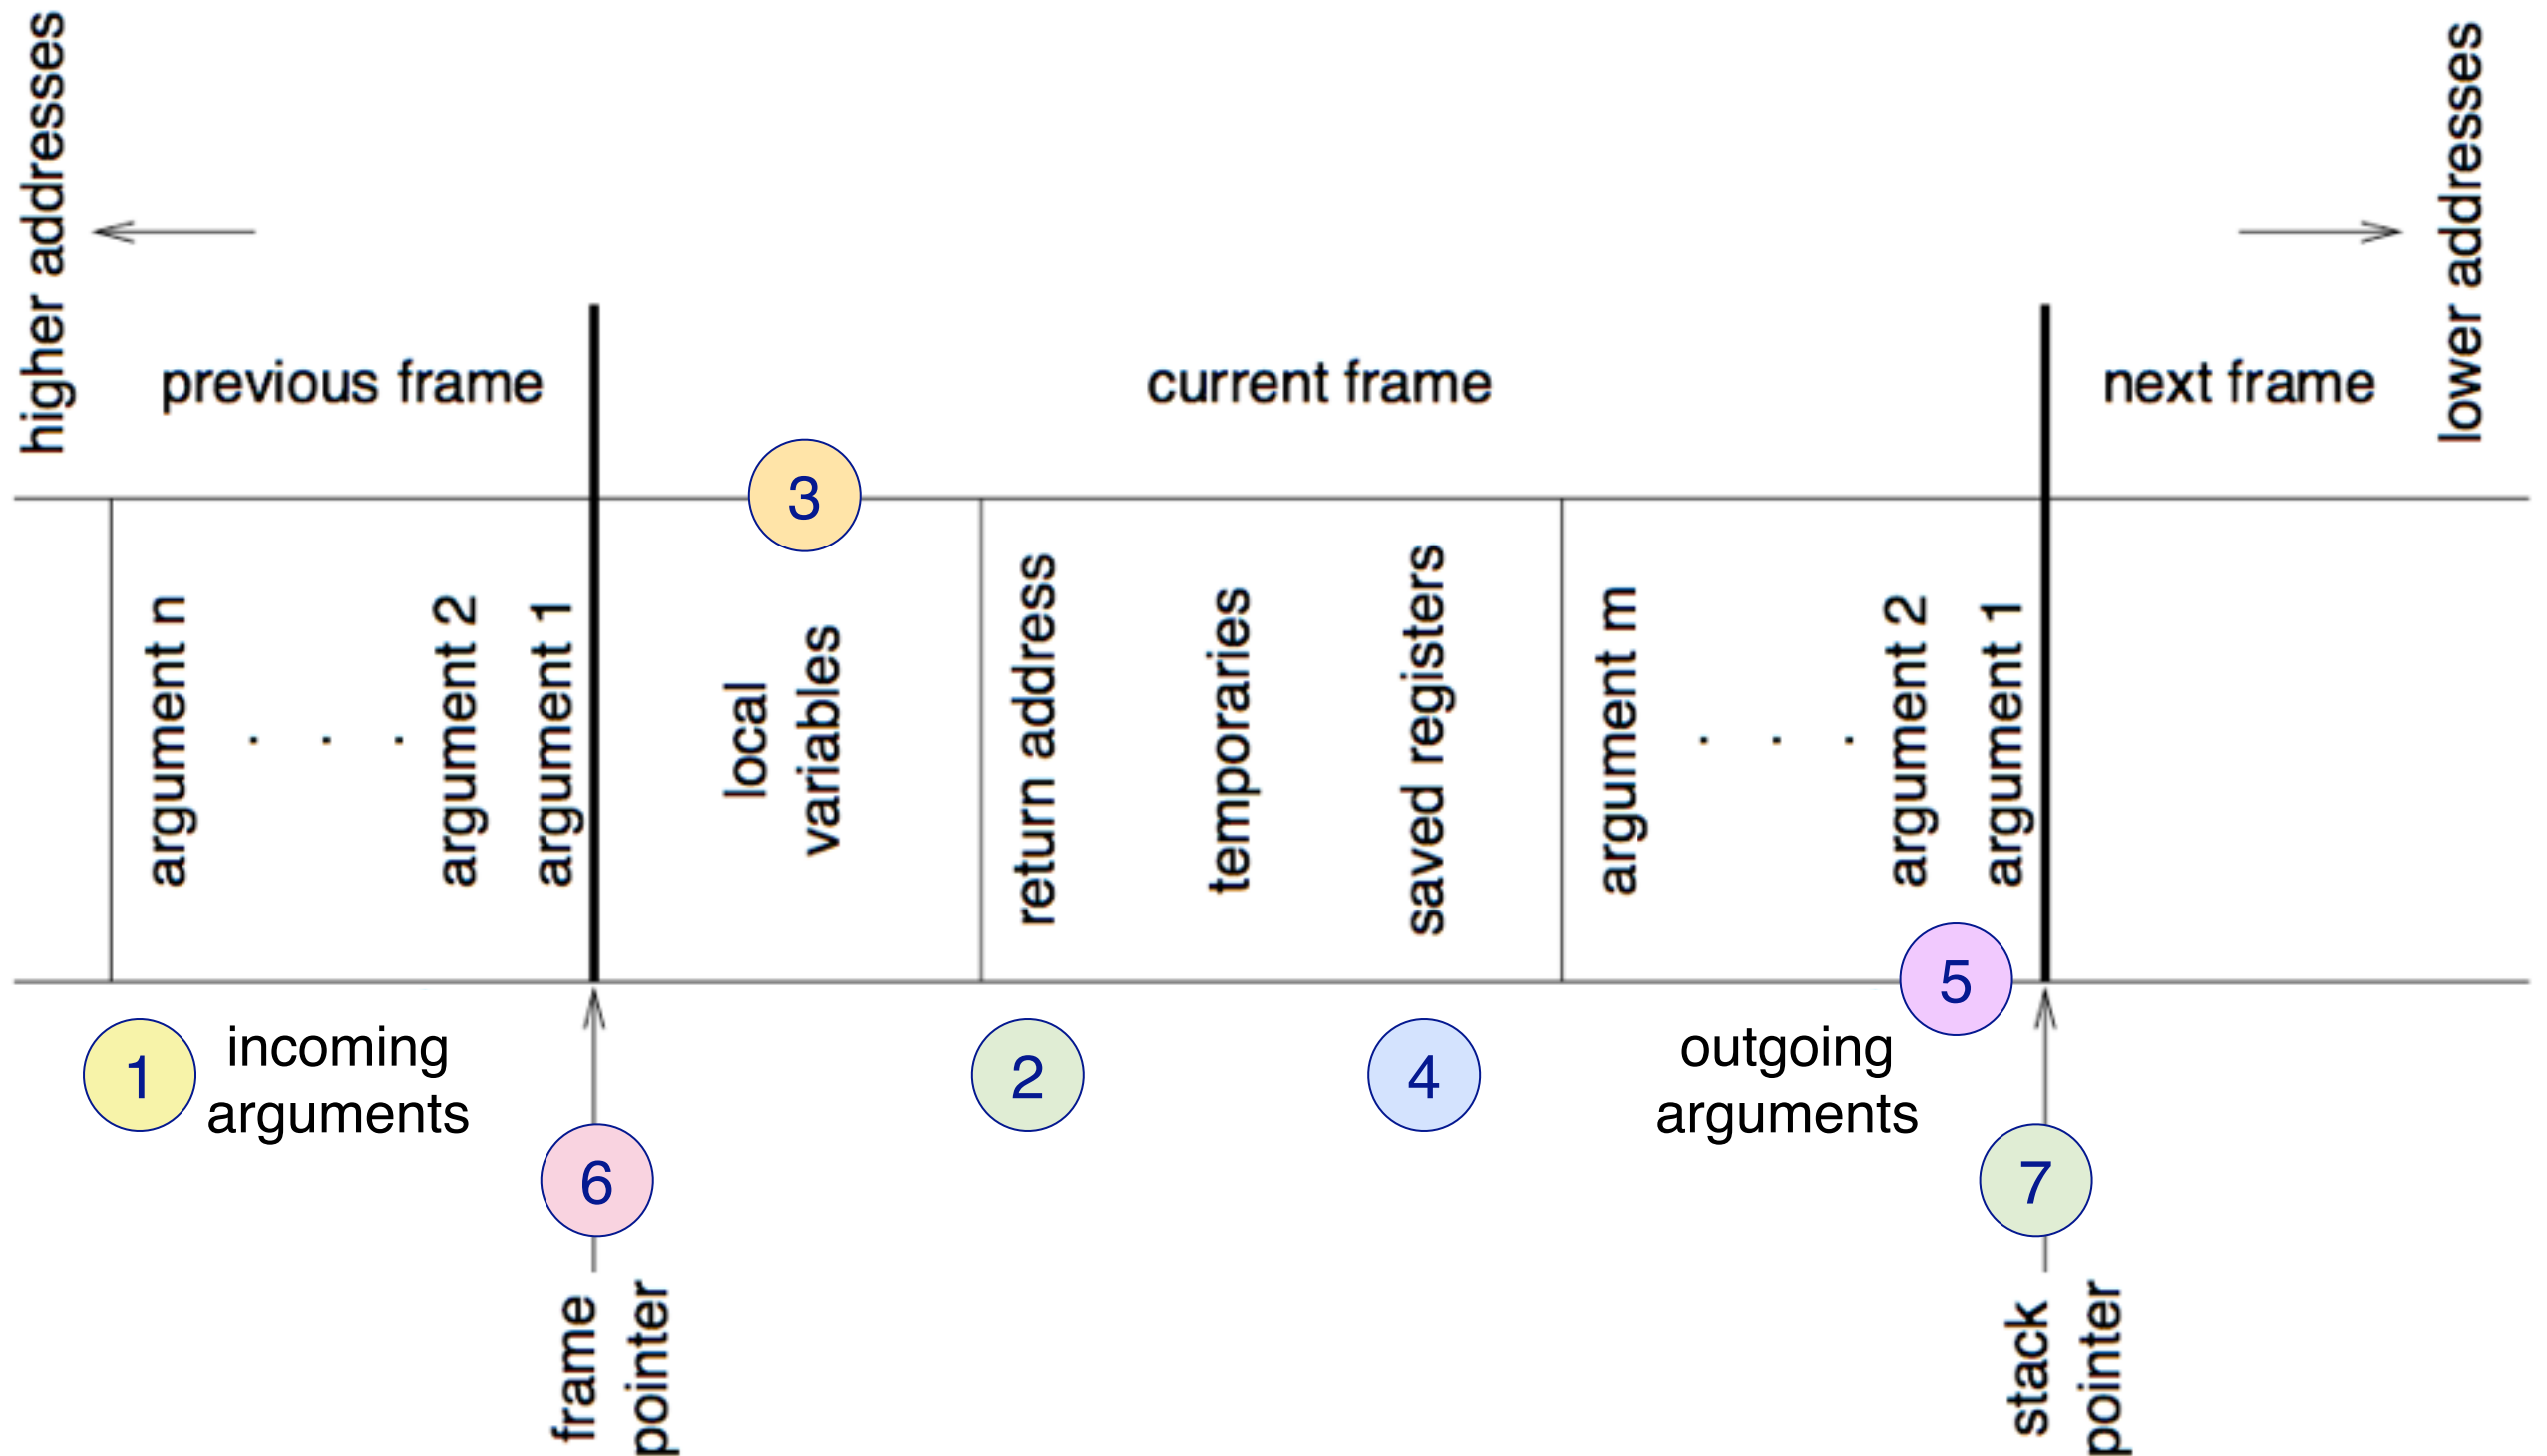 higher addresses
lower addresses
previous frame
current frame
next frame
3
argument n
. . .
argument 2
argument 1
local
variables
return address
temporaries
saved registers
argument m
. . .
argument 2
argument 1
5
1
incoming
arguments
2
4
outgoing
arguments
6
7
frame
pointer
stack
pointer